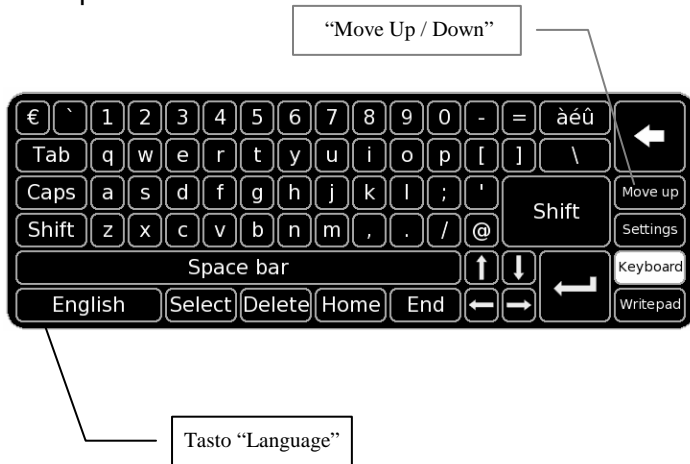 “Move Up / Down”
€ ` 1 2 3 4 5 6 7 8 9 0 - = àéû
Tab q w e r t y u i o p [ ] \
Caps a s d f g h j k l ; ' Shift Move up
Shift z x c v b n m , . / @ Settings
Space bar Keyboard
English Select Delete Home End Writepad
Tasto “Language”